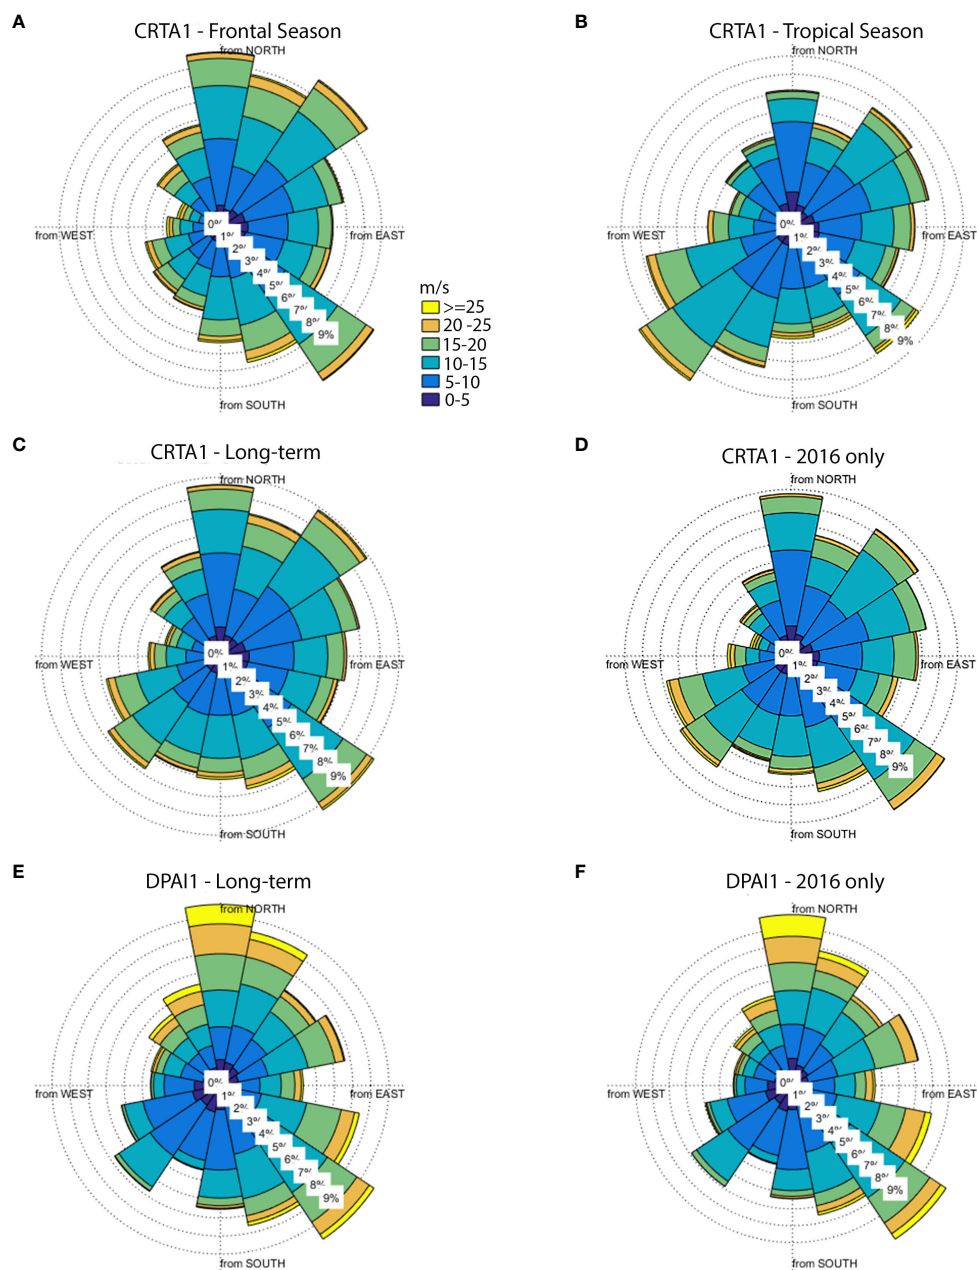 A
CRTA1 - Frontal Season
from NORTH
from WEST
from EAST
from SOUTH
0%
1%
2%
3%
4%
5%
6%
7%
8%
9%
m/s
>=25
20 -25
15-20
10-15
5-10
0-5
B
CRTA1 - Tropical Season
from NORTH
from WEST
from EAST
from SOUTH
0%
1%
2%
3%
4%
5%
6%
7%
8%
9%
C
CRTA1 - Long-term
from NORTH
from WEST
from EAST
from SOUTH
0%
1%
2%
3%
4%
5%
6%
7%
8%
9%
D
CRTA1 - 2016 only
from NORTH
from WEST
from EAST
from SOUTH
0%
1%
2%
3%
4%
5%
6%
7%
8%
9%
E
DPAI1 - Long-term
from NORTH
from WEST
from EAST
from SOUTH
0%
1%
2%
3%
4%
5%
6%
7%
8%
9%
F
DPAI1 - 2016 only
from NORTH
from WEST
from EAST
from SOUTH
0%
1%
2%
3%
4%
5%
6%
7%
8%
9%